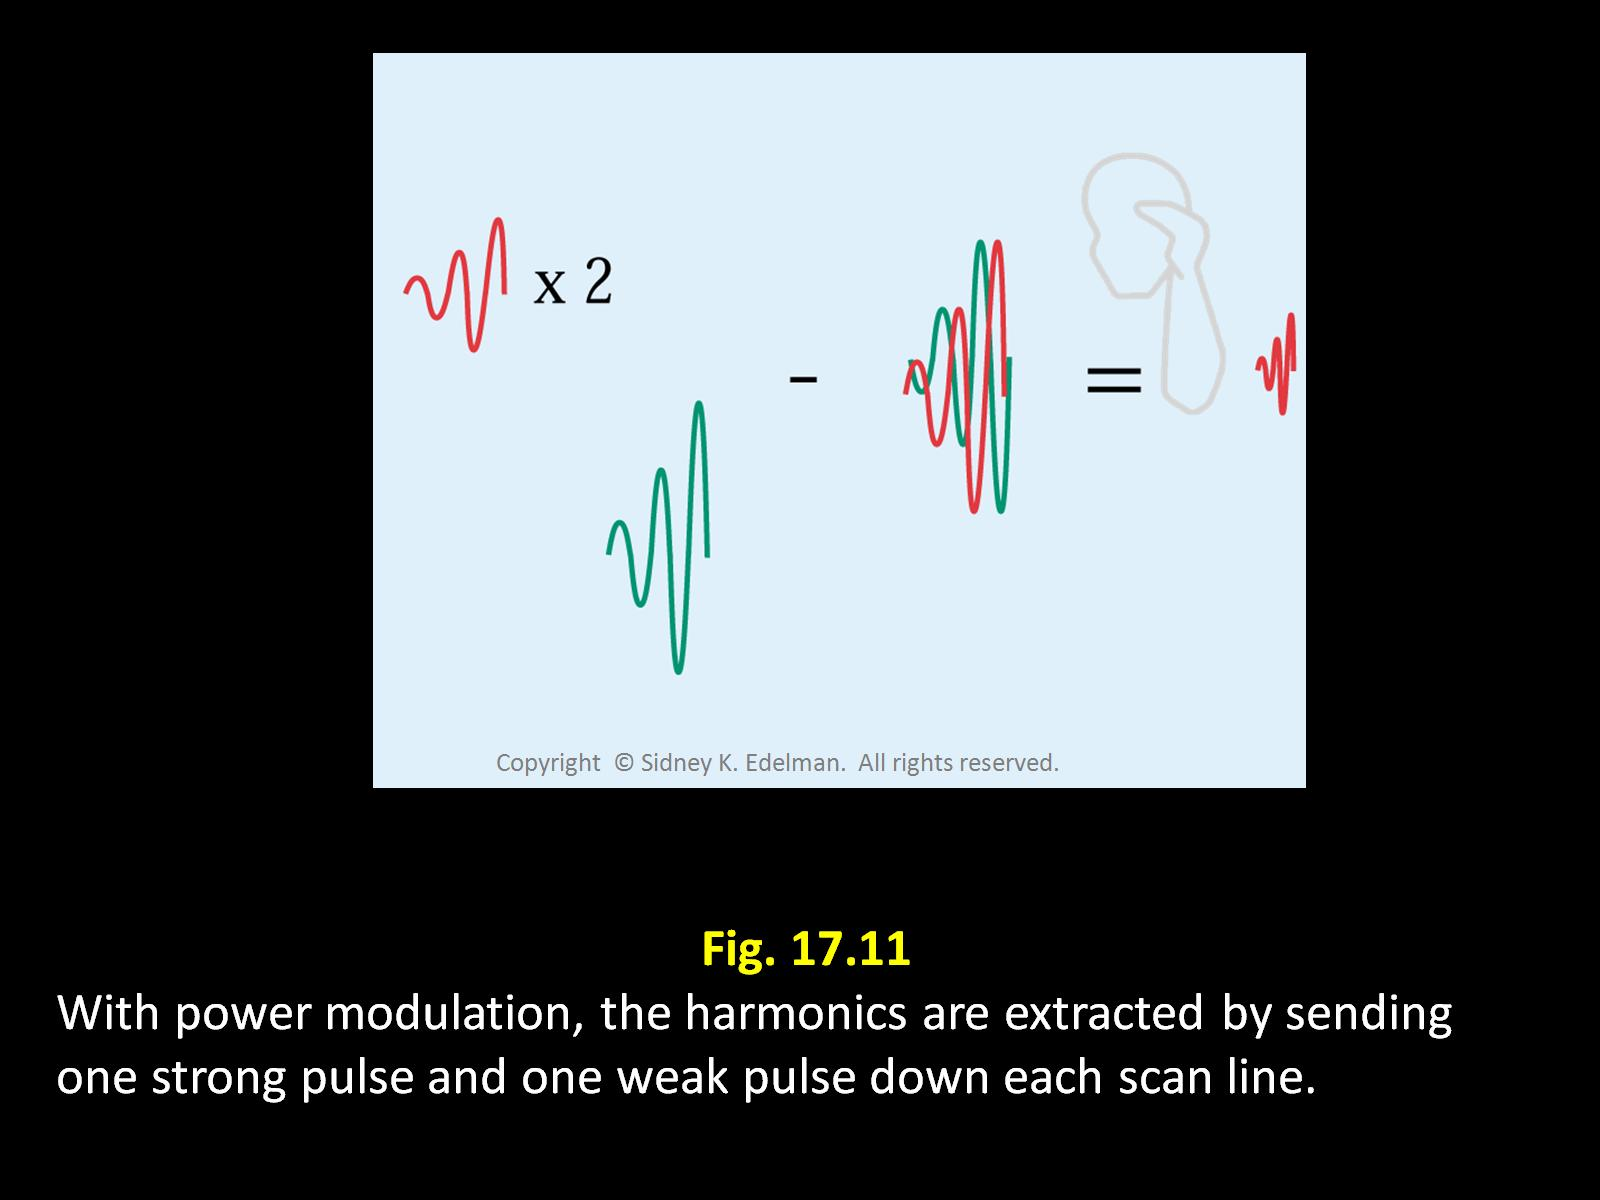 x 2
-
=
Copyright © Sidney K. Edelman. All rights reserved.
Fig. 17.11
With power modulation, the harmonics are extracted by sending
one strong pulse and one weak pulse down each scan line.